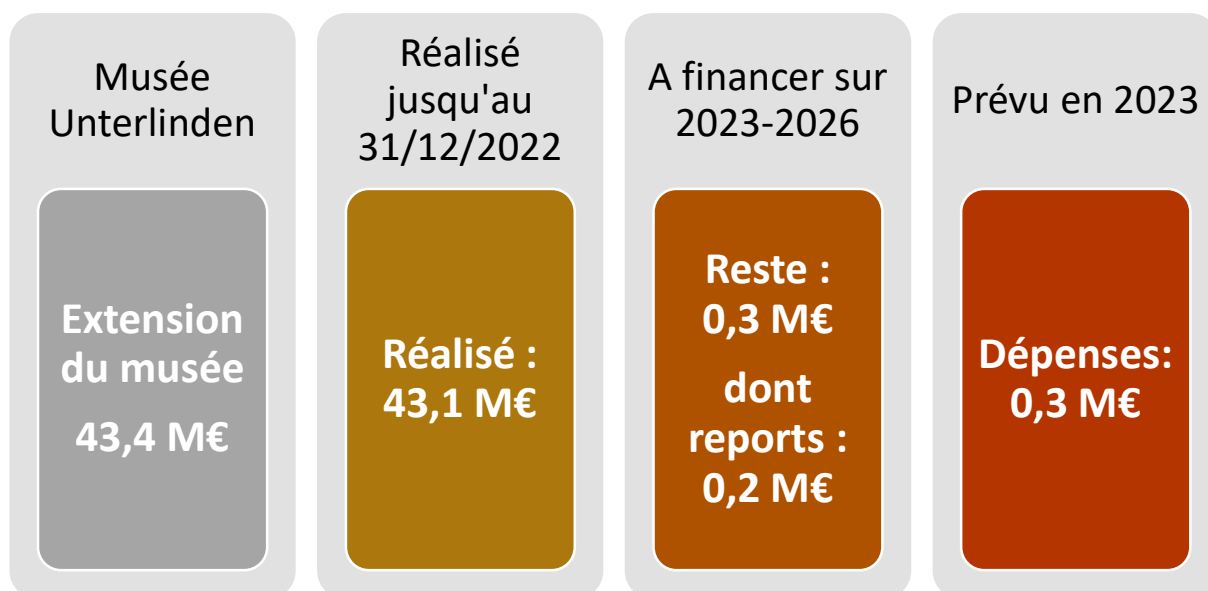 Musée
Unterlinden
Extension
du musée
43,4 M€
Réalisé
jusqu'au
31/12/2022
Réalisé :
43,1 M€
A financer sur
2023-2026
Reste :
0,3 M€
dont
reports :
0,2 M€
Prévu en 2023
Dépenses:
0,3 M€